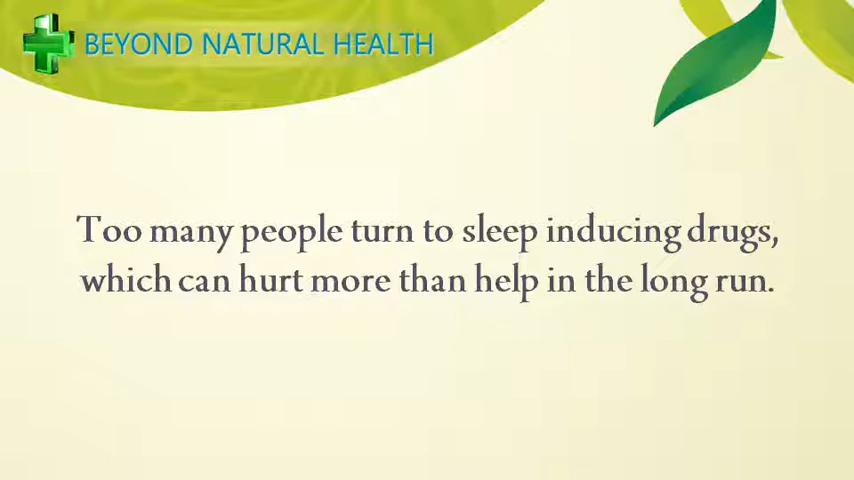 BEYOND NATURAL HEALTH
Too many people turn to sleep inducing drugs,
which can hurt more than help in the long run.